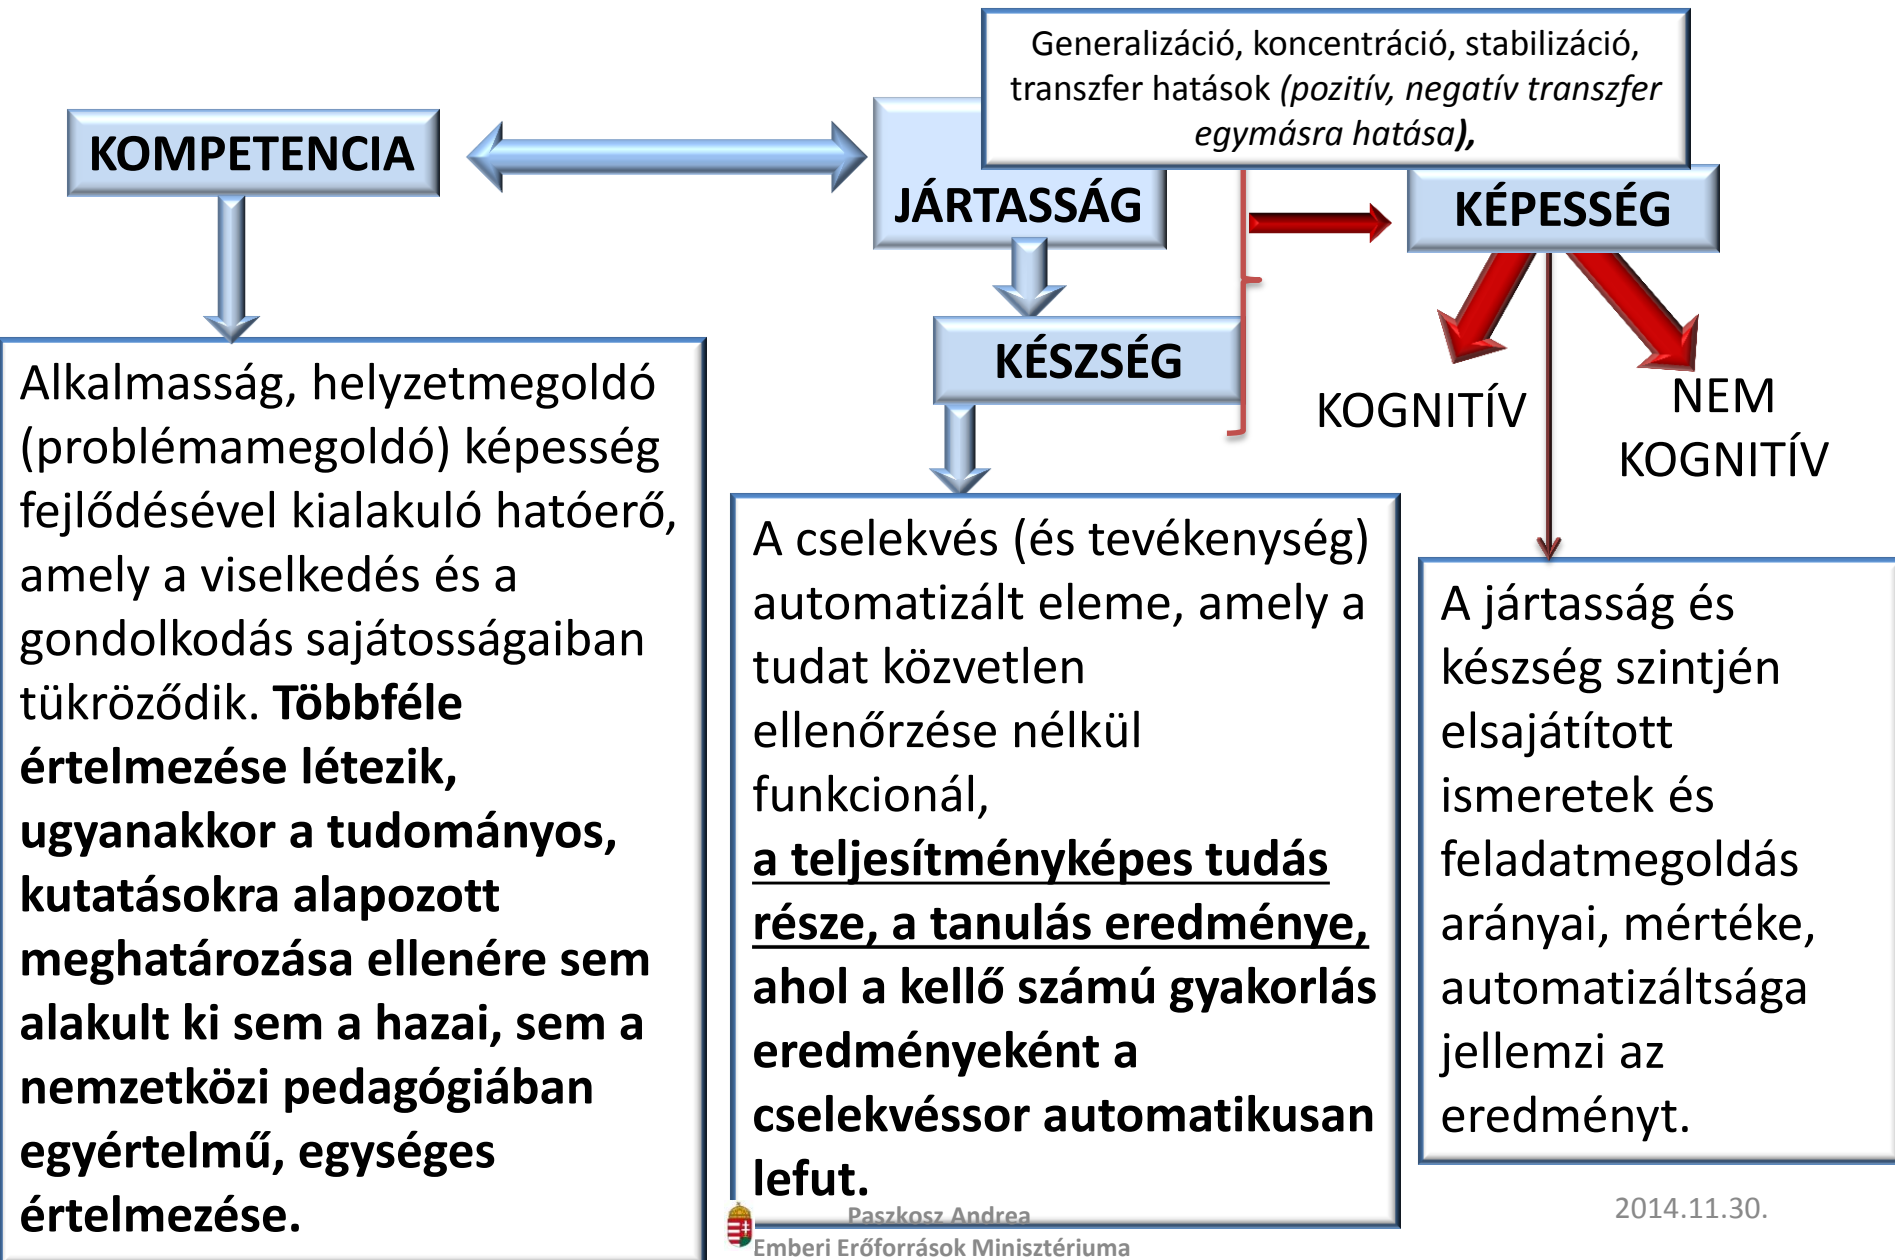 Generalizáció, koncentráció, stabilizáció,
transzfer hatások (pozitív, negatív transzfer
egymásra hatása),
KOMPETENCIA
JÁRTASSÁG
KÉPESSÉG
KÉSZSÉG
KOGNITÍV
NEM
KOGNITÍV
Alkalmasság, helyzetmegoldó
(problémamegoldó) képesség
fejlődésével kialakuló hatóerő,
amely a viselkedés és a
gondolkodás sajátosságaiban
tükröződik. Többféle
értelmezése létezik,
ugyanakkor a tudományos,
kutatásokra alapozott
meghatározása ellenére sem
alakult ki sem a hazai, sem a
nemzetközi pedagógiában
egyértelmű, egységes
értelmezése.
A cselekvés (és tevékenység)
automatizált eleme, amely a
tudat közvetlen
ellenőrzése nélkül
funkcionál,
a teljesítményképes tudás
része, a tanulás eredménye,
ahol a kellő számú gyakorlás
eredményeként a
cselekvéssor automatikusan
lefut.
A jártasság és
készség szintjén
elsajátított
ismeretek és
feladatmegoldás
arányai, mértéke,
automatizáltsága
jellemzi az
eredményt.
Paszkosz Andrea
Emberi Erőforrások Minisztériuma
2014.11.30.